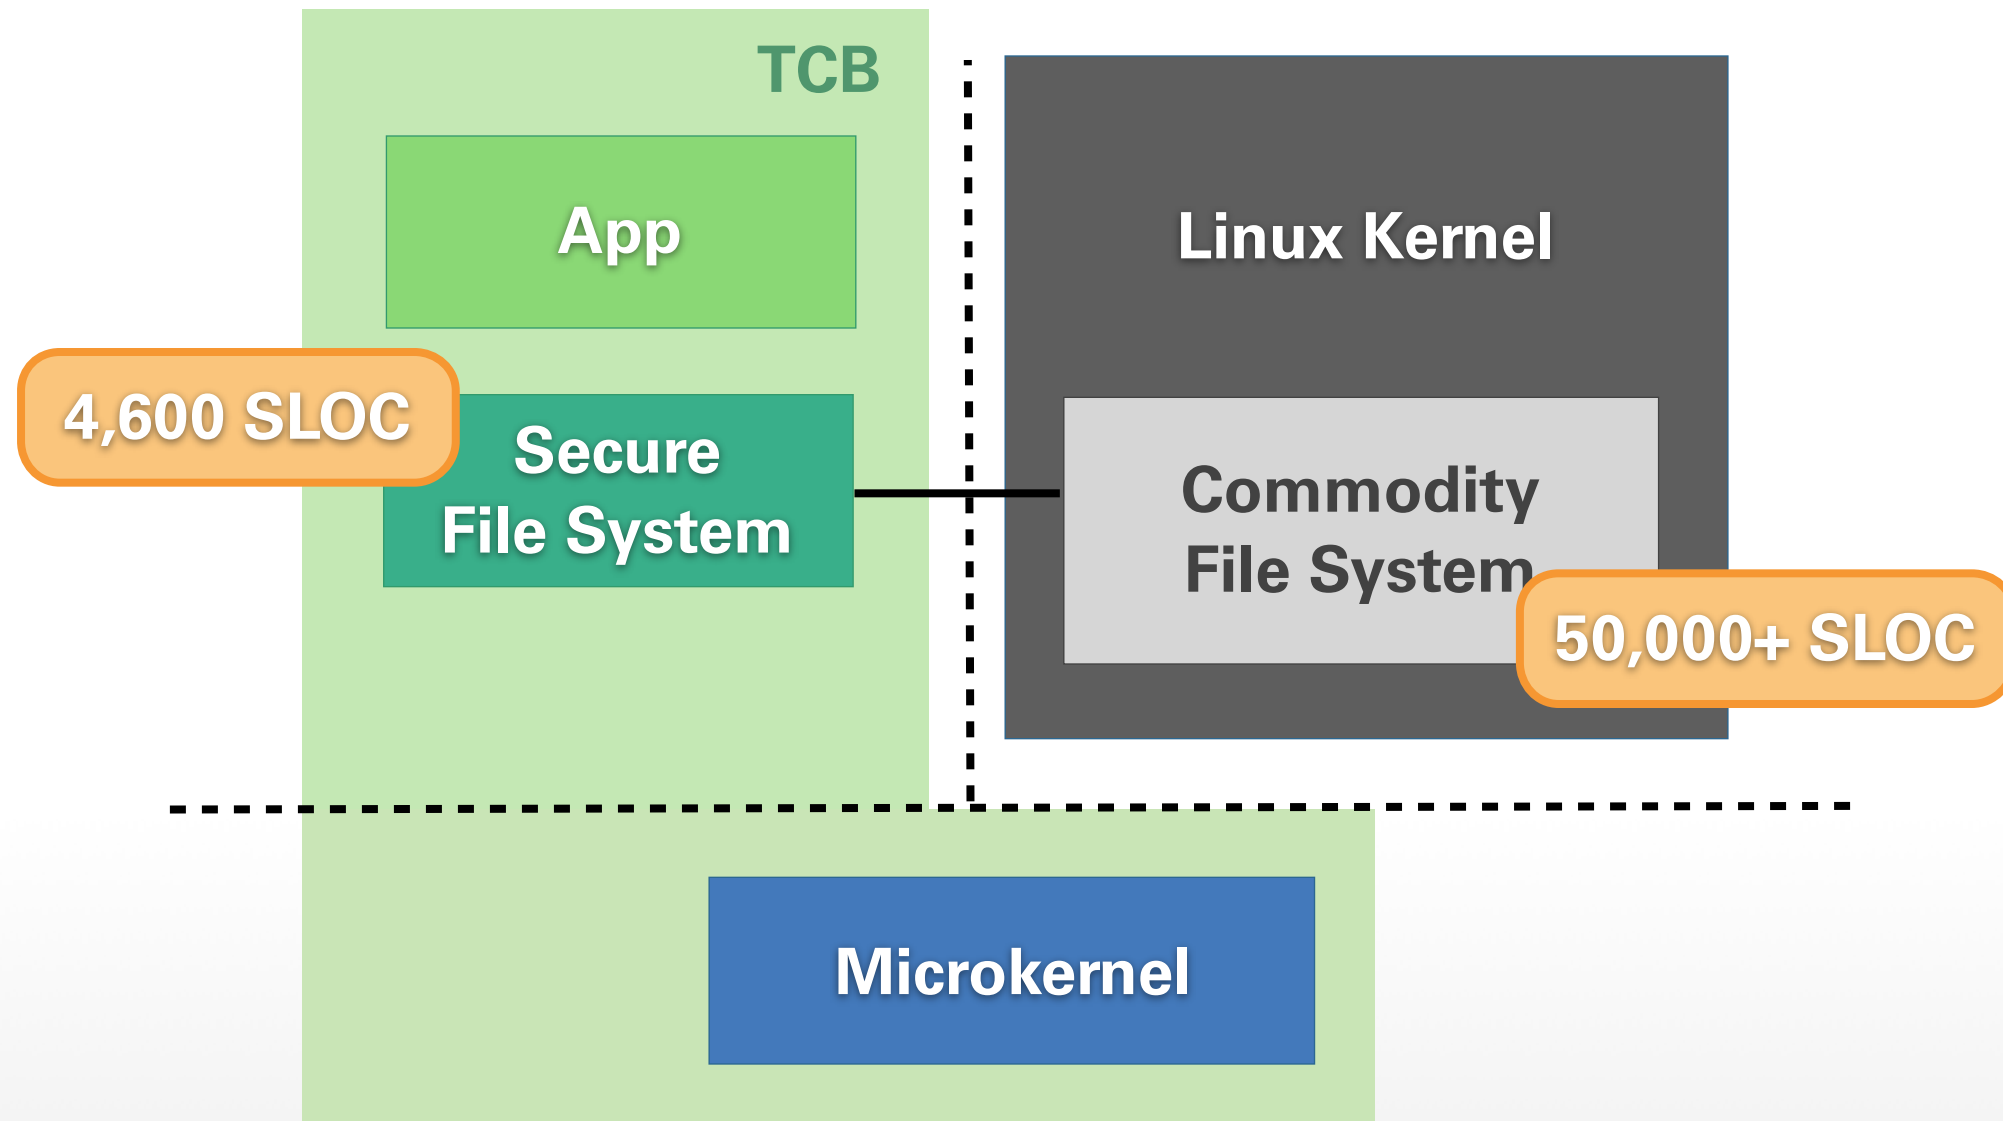 TCB
App
Linux Kernel
4,600 SLOC
Secure
File System
Commodity
File System
50,000+ SLOC
Microkernel